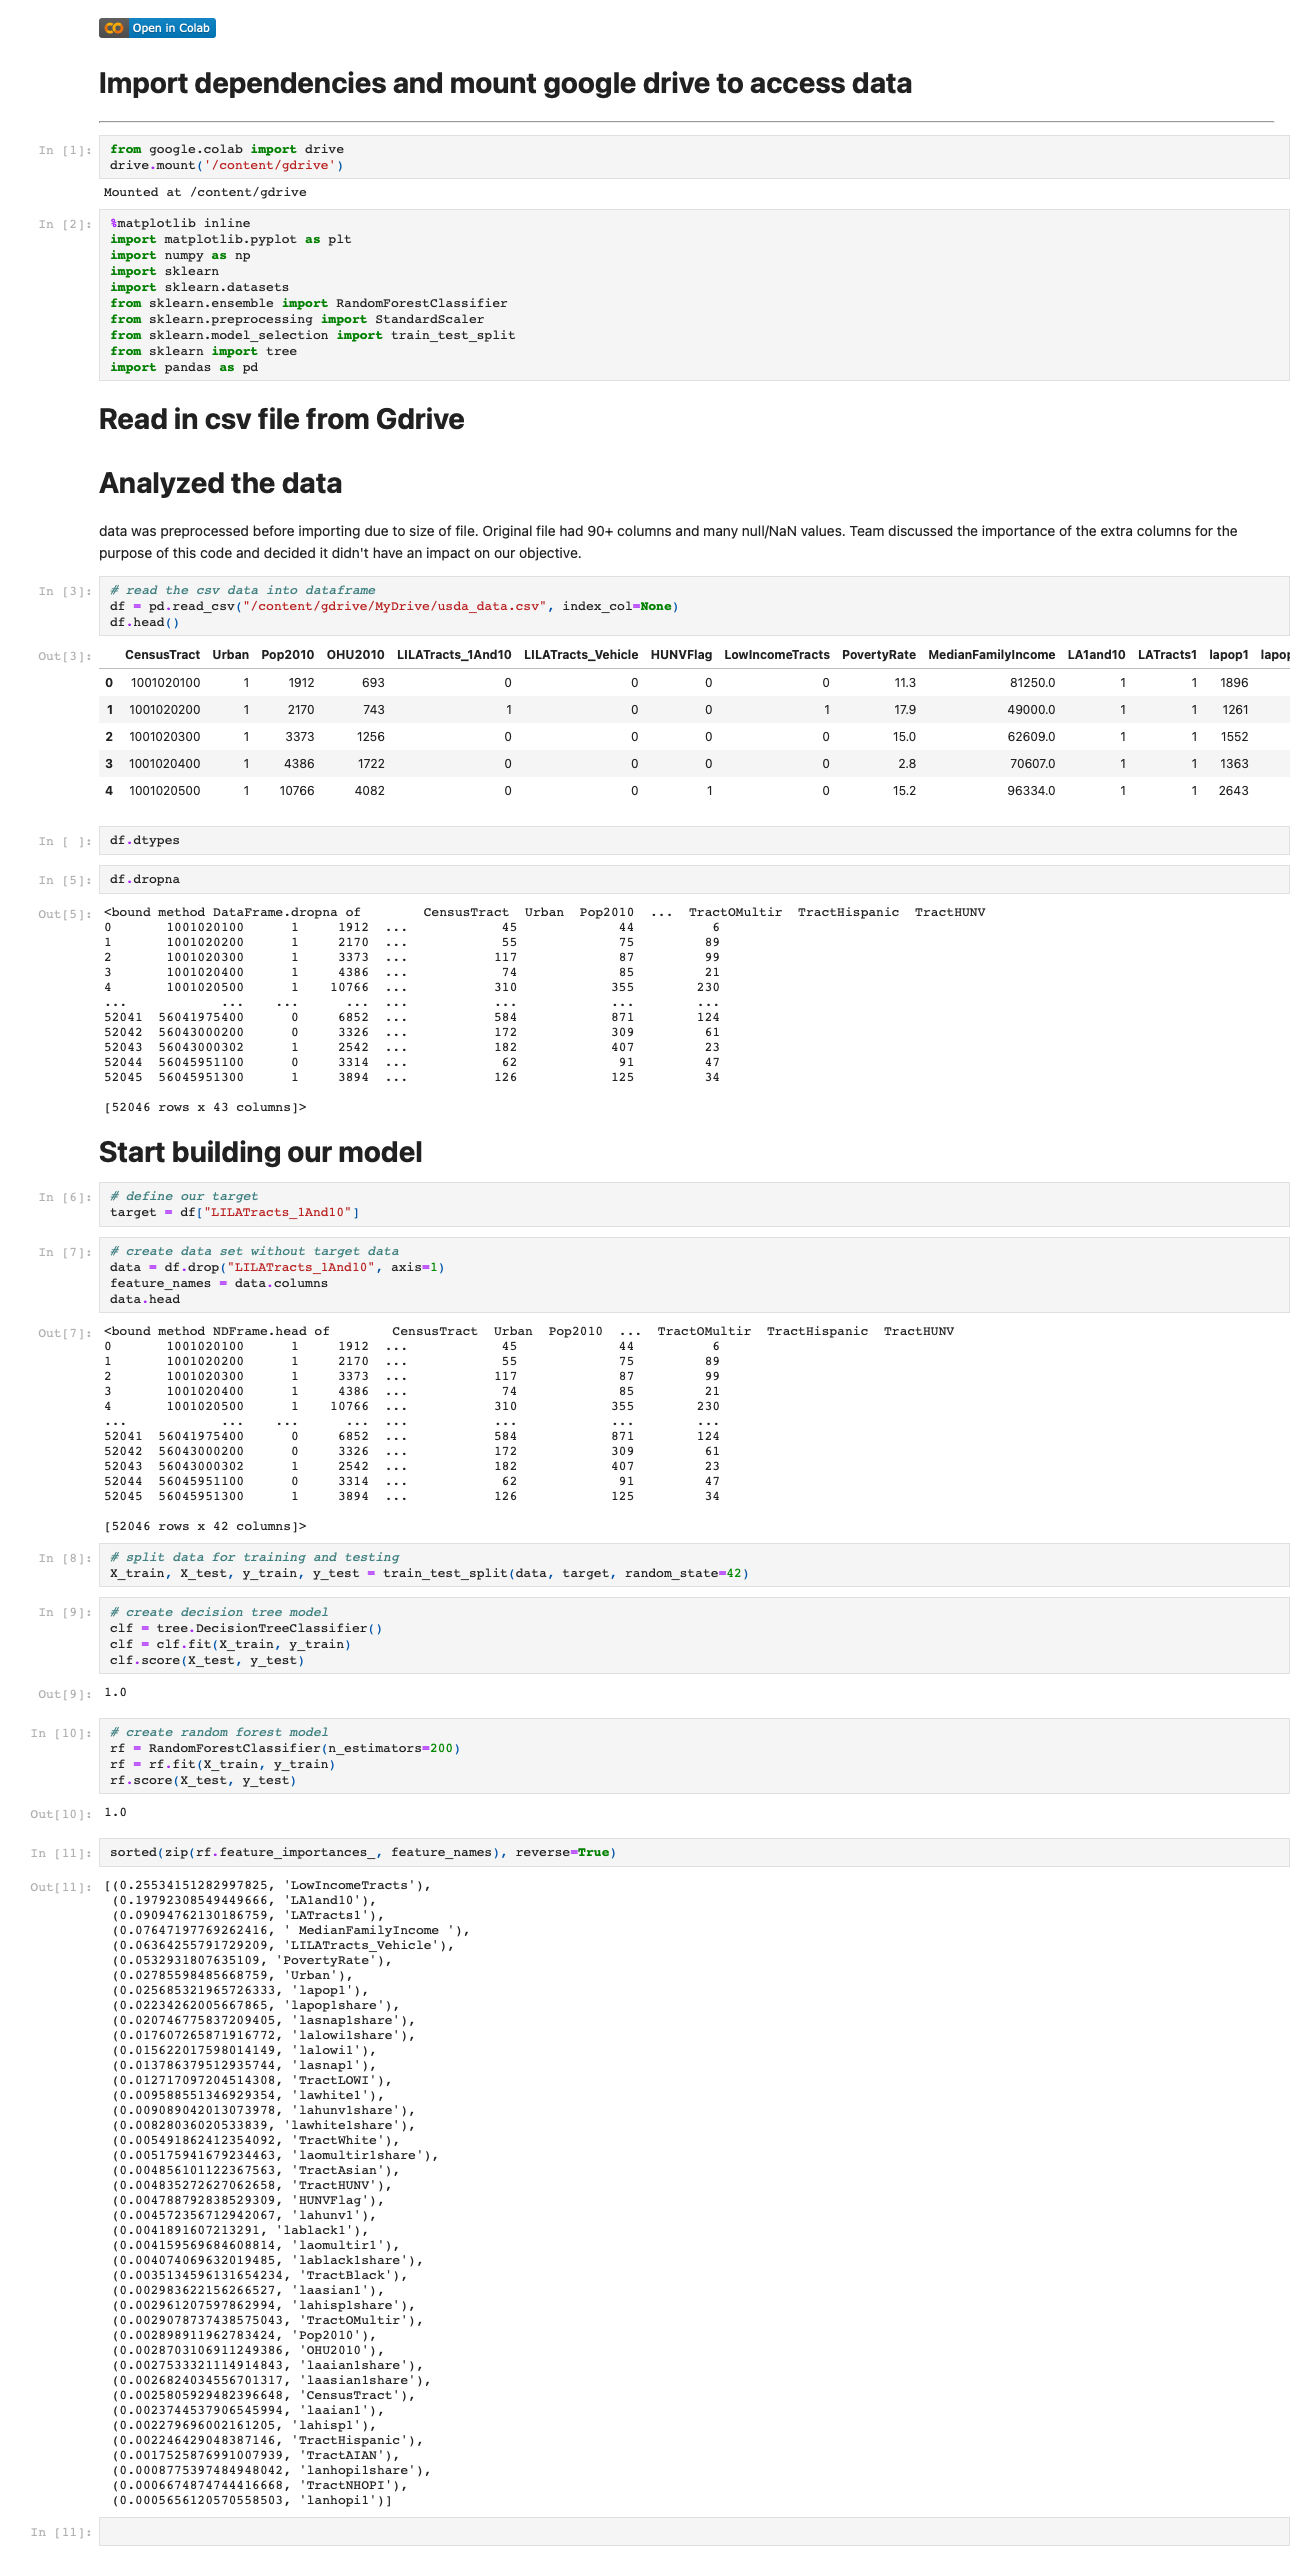 Open in Colab
Import dependencies and mount google drive to access data
In [1]:
from google.colab import drive
drive.mount('/content/gdrive')
Mounted at /content/gdrive
In [2]:
%matplotlib inline
import matplotlib.pyplot as plt
import numpy as np
import sklearn
import sklearn.datasets
from sklearn.ensemble import RandomForestClassifier
from sklearn.preprocessing import StandardScaler
from sklearn.model_selection import train_test_split
from sklearn import tree
import pandas as pd
Read in csv file from Gdrive
Analyzed the data
data was preprocessed before importing due to size of file. Original file had 90+ columns and many null/NaN values. Team discussed the importance of the extra columns for the
purpose of this code and decided it didn't have an impact on our objective.
In [3]:
# read the csv data into dataframe
df = pd.read_csv("/content/gdrive/MyDrive/usda_data.csv", index_col=None)
df.head()
Out[3]:
CensusTract Urban Pop2010 OHU2010 LILATracts_1And10 LILATracts_Vehicle HUNVFlag LowIncomeTracts PovertyRate MedianFamilyIncome LA1and10 LATracts1 lapop1 lapop
0 1001020100 1 1912 693 0 0 0 0 11.3 81250.0 1 1 1896
1 1001020200 1 2170 743 1 0 0 1 17.9 49000.0 1 1 1261
2 1001020300 1 3373 1256 0 0 0 0 15.0 62609.0 1 1 1552
3 1001020400 1 4386 1722 0 0 0 0 2.8 70607.0 1 1 1363
4 1001020500 1 10766 4082 0 0 1 0 15.2 96334.0 1 1 2643
In [ ]:
df.dtypes
In [5]:
df.dropna
Out[5]:
<bound method DataFrame.dropna of CensusTract Urban Pop2010 ... TractOMultir TractHispanic TractHUNV
0 1001020100 1 1912 ... 45 44 6
1 1001020200 1 2170 ... 55 75 89
2 1001020300 1 3373 ... 117 87 99
3 1001020400 1 4386 ... 74 85 21
4 1001020500 1 10766 ... 310 355 230
... ... ... ... ... ... ... ...
52041 56041975400 0 6852 ... 584 871 124
52042 56043000200 0 3326 ... 172 309 61
52043 56043000302 1 2542 ... 182 407 23
52044 56045951100 0 3314 ... 62 91 47
52045 56045951300 1 3894 ... 126 125 34
[52046 rows x 43 columns]>
Start building our model
In [6]:
# define our target
target = df["LILATracts_1And10"]
In [7]:
# create data set without target data
data = df.drop("LILATracts_1And10", axis=1)
feature_names = data.columns
data.head
Out[7]:
<bound method NDFrame.head of CensusTract Urban Pop2010 ... TractOMultir TractHispanic TractHUNV
0 1001020100 1 1912 ... 45 44 6
1 1001020200 1 2170 ... 55 75 89
2 1001020300 1 3373 ... 117 87 99
3 1001020400 1 4386 ... 74 85 21
4 1001020500 1 10766 ... 310 355 230
... ... ... ... ... ... ... ...
52041 56041975400 0 6852 ... 584 871 124
52042 56043000200 0 3326 ... 172 309 61
52043 56043000302 1 2542 ... 182 407 23
52044 56045951100 0 3314 ... 62 91 47
52045 56045951300 1 3894 ... 126 125 34
[52046 rows x 42 columns]>
In [8]:
# split data for training and testing
X_train, X_test, y_train, y_test = train_test_split(data, target, random_state=42)
In [9]:
# create decision tree model
clf = tree.DecisionTreeClassifier()
clf = clf.fit(X_train, y_train)
clf.score(X_test, y_test)
Out[9]:
1.0
In [10]:
# create random forest model
rf = RandomForestClassifier(n_estimators=200)
rf = rf.fit(X_train, y_train)
rf.score(X_test, y_test)
Out[10]:
1.0
In [11]:
sorted(zip(rf.feature_importances_, feature_names), reverse=True)
Out[11]:
[(0.25534151282997825, 'LowIncomeTracts'),
(0.19792308549449666, 'LA1and10'),
(0.09094762130186759, 'LATracts1'),
(0.07647197769262416, ' MedianFamilyIncome '),
(0.06364255791729209, 'LILATracts_Vehicle'),
(0.0532931807635109, 'PovertyRate'),
(0.02785598485668759, 'Urban'),
(0.025685321965726333, 'lapop1'),
(0.02234262005667865, 'lapop1share'),
(0.020746775837209405, 'lasnap1share'),
(0.017607265871916772, 'lalowi1share'),
(0.015622017598014149, 'lalowi1'),
(0.013786379512935744, 'lasnap1'),
(0.012717097204514308, 'TractLOWI'),
(0.009588551346929354, 'lawhite1'),
(0.009089042013073978, 'lahunv1share'),
(0.00828036020533839, 'lawhite1share'),
(0.005491862412354092, 'TractWhite'),
(0.005175941679234463, 'laomultir1share'),
(0.004856101122367563, 'TractAsian'),
(0.004835272627062658, 'TractHUNV'),
(0.004788792838529309, 'HUNVFlag'),
(0.004572356712942067, 'lahunv1'),
(0.0041891607213291, 'lablack1'),
(0.004159569684608814, 'laomultir1'),
(0.004074069632019485, 'lablack1share'),
(0.0035134596131654234, 'TractBlack'),
(0.002983622156266527, 'laasian1'),
(0.002961207597862994, 'lahisp1share'),
(0.0029078737438575043, 'TractOMultir'),
(0.002898911962783424, 'Pop2010'),
(0.0028703106911249386, 'OHU2010'),
(0.0027533321114914843, 'laaian1share'),
(0.0026824034556701317, 'laasian1share'),
(0.0025805929482396648, 'CensusTract'),
(0.0023744537906545994, 'laaian1'),
(0.002279696002161205, 'lahisp1'),
(0.002246429048387146, 'TractHispanic'),
(0.0017525876991007939, 'TractAIAN'),
(0.0008775397484948042, 'lanhopi1share'),
(0.0006674874744416668, 'TractNHOPI'),
(0.0005656120570558503, 'lanhopi1')]
In [11]: